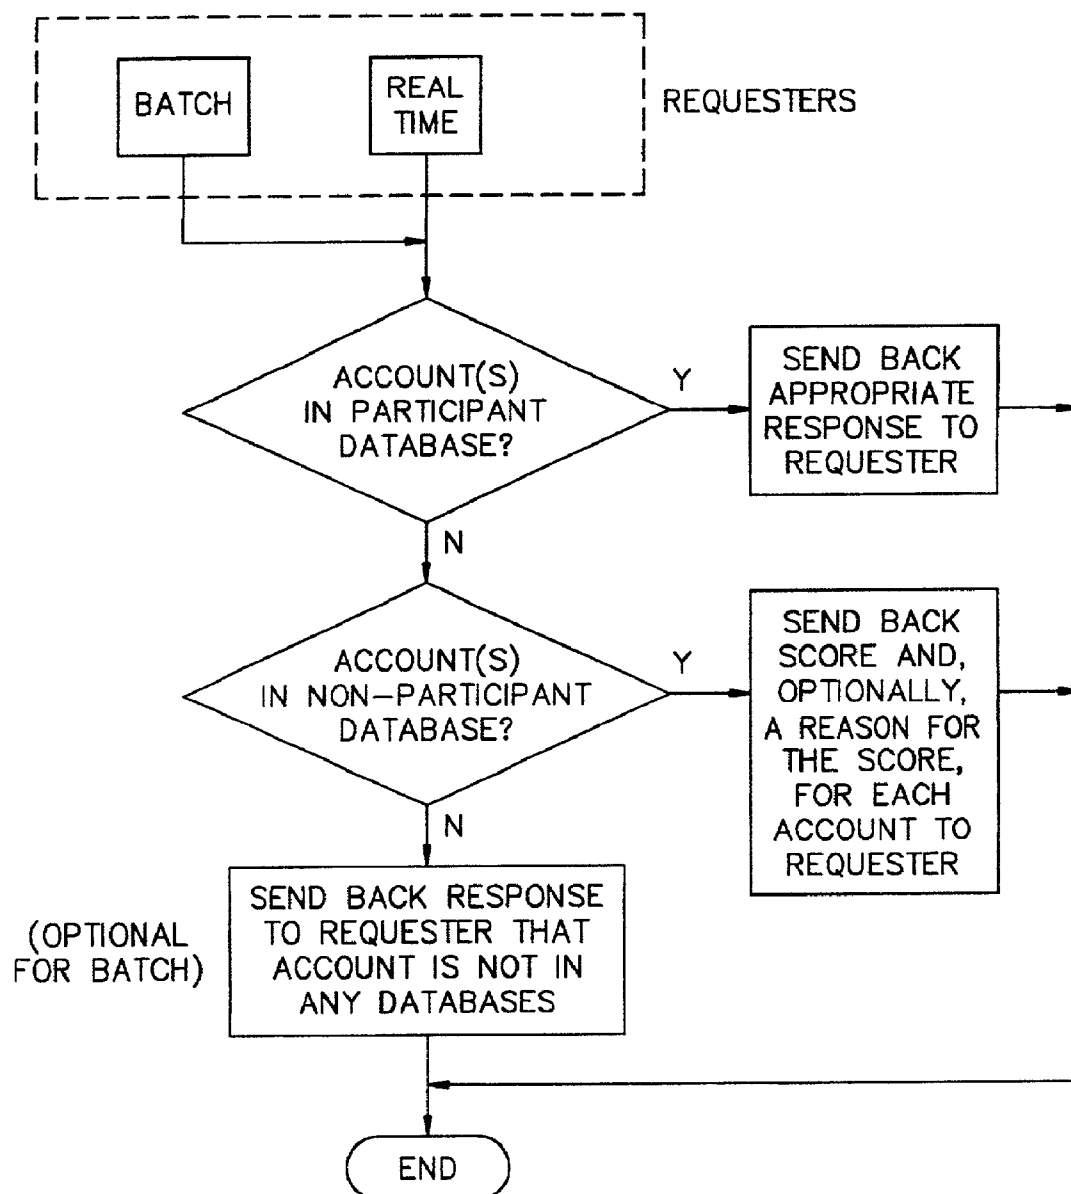 BATCH
REAL
TIME
REQUESTERS
ACCOUNT(S)
IN PARTICIPANT
DATABASE?
Y
SEND BACK
APPROPRIATE
RESPONSE TO
REQUESTER
N
ACCOUNT(S)
IN NON-PARTICIPANT
DATABASE?
Y
SEND BACK
SCORE AND,
OPTIONALLY,
A REASON FOR
THE SCORE,
FOR EACH
ACCOUNT TO
REQUESTER
N
(OPTIONAL
FOR BATCH)
SEND BACK RESPONSE
TO REQUESTER THAT
ACCOUNT IS NOT IN
ANY DATABASES
END